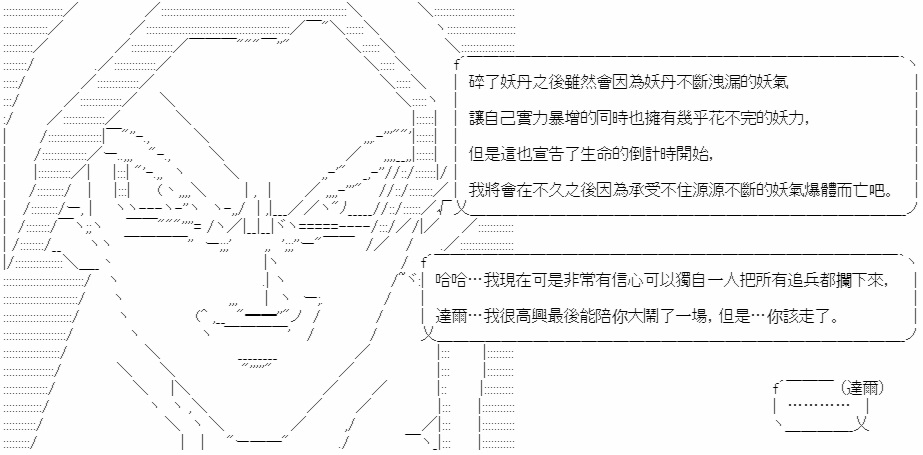 碎了妖丹之後雖然會因為妖丹不斷洩漏的妖氣
讓自己實力暴增的同時也擁有幾乎花不完的妖力,
但是這也宣告了生命的倒計時開始,
我將會在不久之後因為承受不住源源不斷的妖氣爆體而亡吧。
哈哈…我現在可是非常有信心可以獨自一人把所有追兵都攔下來,
達爾…我很高興最後能陪你大鬧了一場, 但是…你該走了。
(達爾)
…………